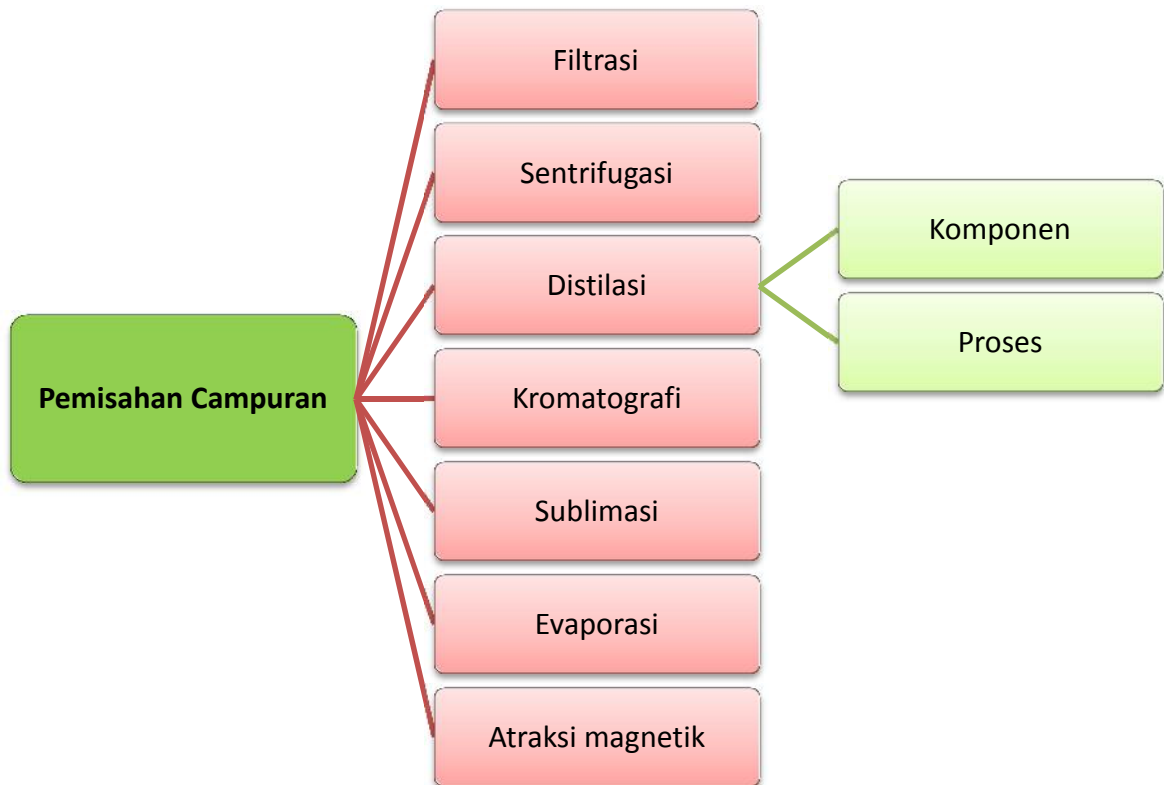 Filtrasi
Sentrifugasi
Distilasi
Kromatografi
Sublimasi
Evaporasi
Atraksi magnetik
Pemisahan Campuran
Komponen
Proses